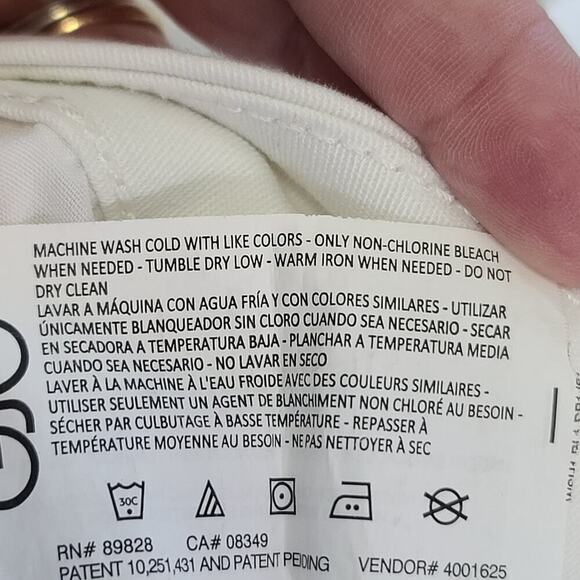 MACHINE WASH COLD WITH LIKE COLORS - ONLY NON-CHLORINE BLEACH
WHEN NEEDED - TUMBLE DRY LOW - WARM IRON WHEN NEEDED - DO NOT
DRY CLEAN
LAVAR A MÁQUINA CON AGUA FRÍA Y CON COLORES SIMILARES - UTILIZAR
ÚNICAMENTE BLANQUEADOR SIN CLORO CUANDO SEA NECESARIO - SECAR
EN SECADORA A TEMPERATURA BAJA - PLANCHAR A TEMPERATURA MEDIA
CUANDO SEA NECESARIO - NO LAVAR EN SECO
LAVER À LA MACHINE À L'EAU FROIDE AVEC DES COULEURS SIMILAIRES -
UTILISER SEULEMENT UN AGENT DE BLANCHIMENT NON CHLORÉ AU BESOIN -
SÉCHER PAR CULBUTAGE À BASSE TEMPÉRATURE - REPASSER À
TEMPÉRATURE MOYENNE AU BESOIN - NE PAS NETTOYER À SEC
30C
RN# 89828 CA# 08349
PATENT 10,251,431 AND PATENT PENDING VENDOR# 4001625